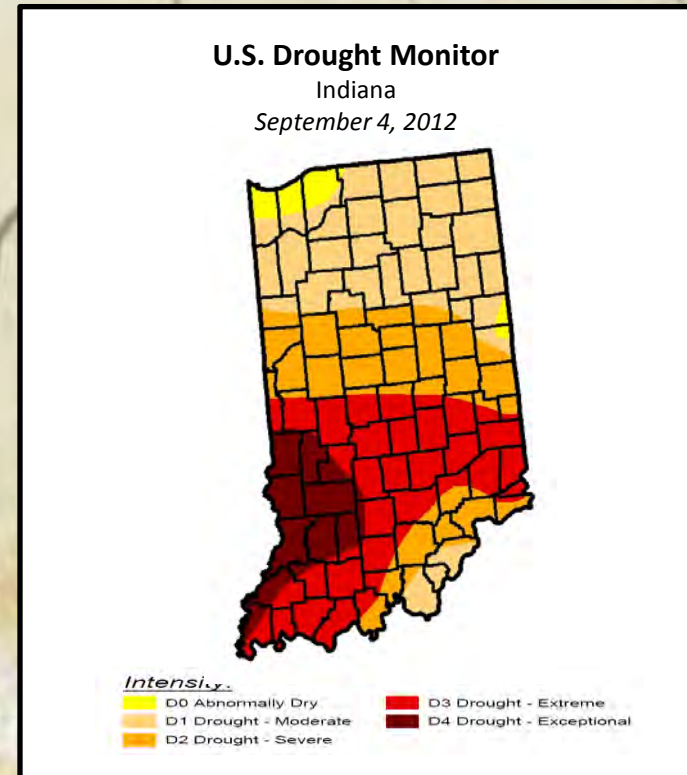 U.S. Drought Monitor
Indiana
September 4, 2012
Intensity:
D0 Abnormally Dry
D1 Drought - Moderate
D2 Drought - Severe
D3 Drought - Extreme
D4 Drought - Exceptional